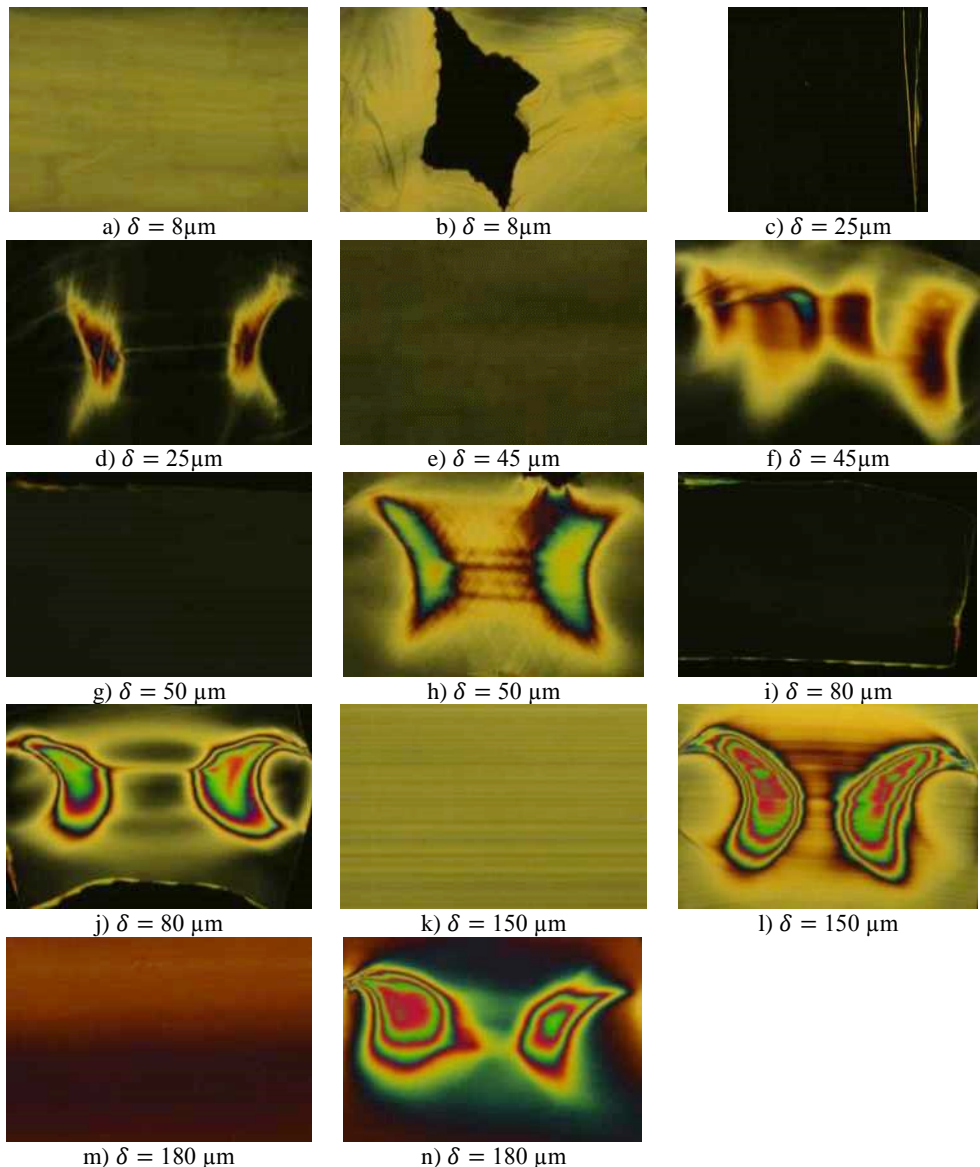 a) δ = 8μm
b) δ = 8μm
c) δ = 25μm
d) δ = 25μm
e) δ = 45 μm
f) δ = 45μm
g) δ = 50 μm
h) δ = 50 μm
i) δ = 80 μm
j) δ = 80 μm
k) δ = 150 μm
l) δ = 150 μm
m) δ = 180 μm
n) δ = 180 μm